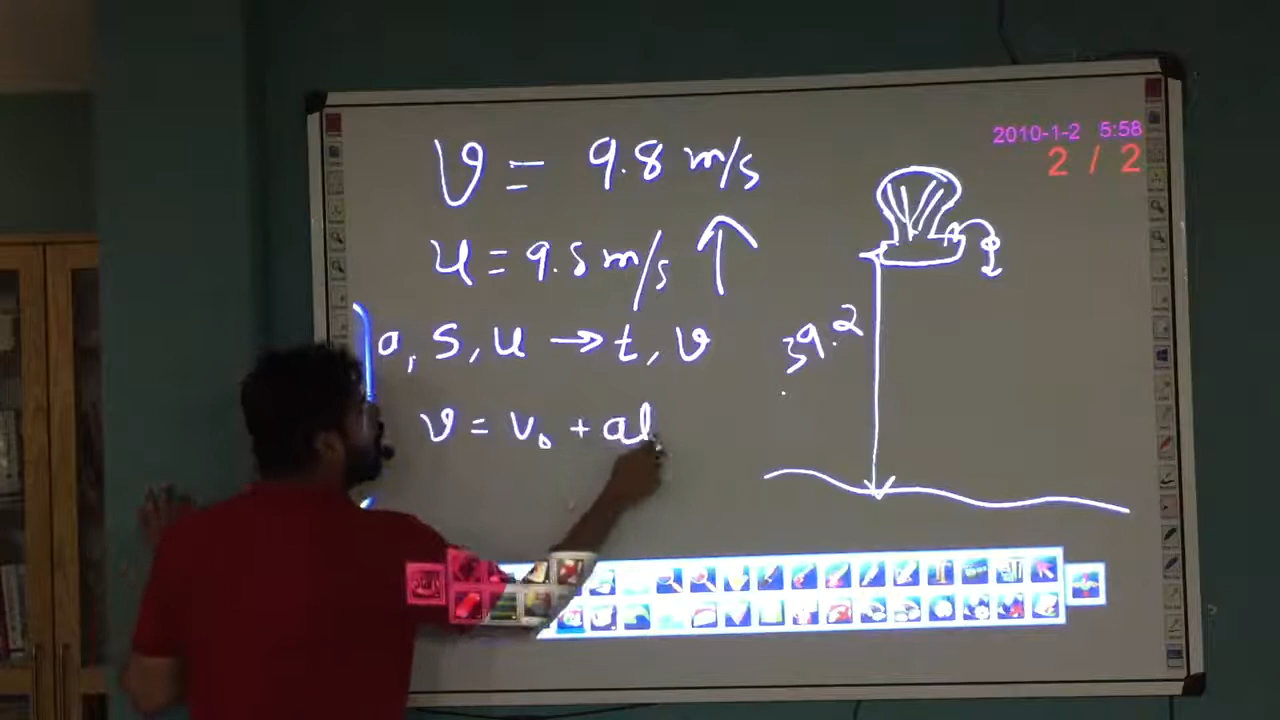 2010-1-2 5:58
2 / 2
v = 9.8 m/s
u = 9.8 m/s ↑
a, s, u → t, v
39.2
v = v₀ + at